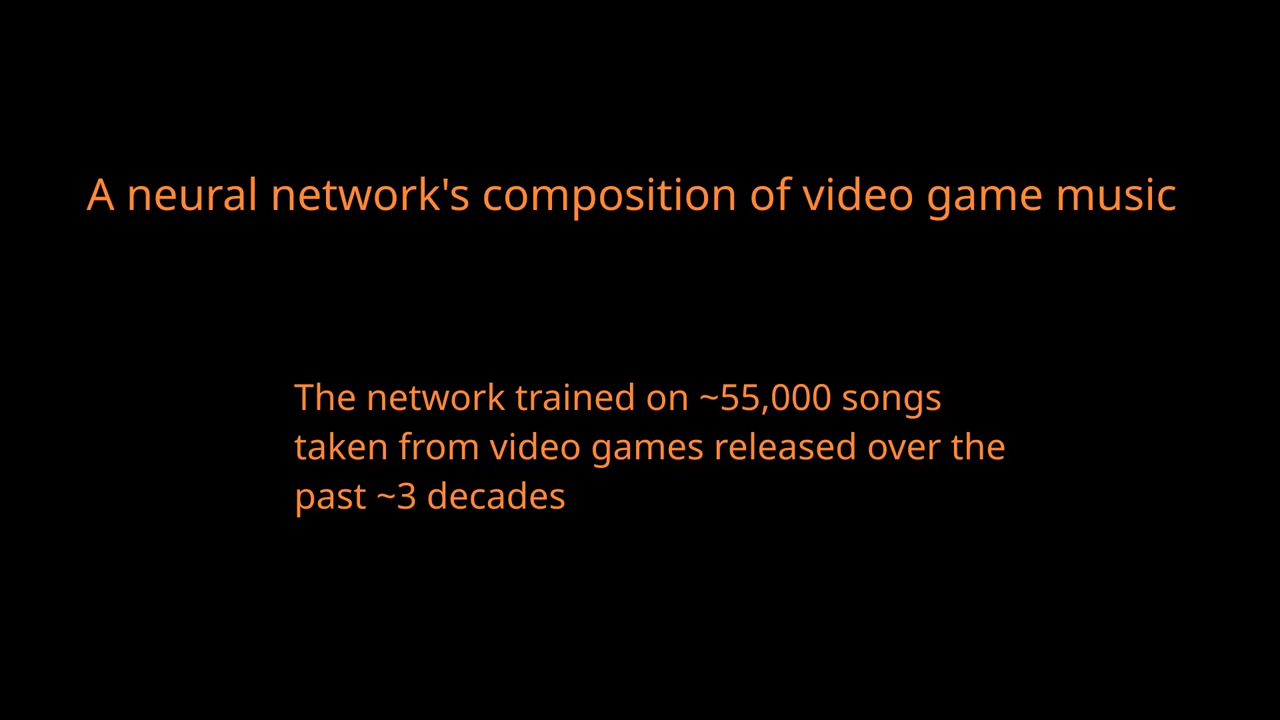 A neural network's composition of video game music
The network trained on ~55,000 songs
taken from video games released over the
past ~3 decades